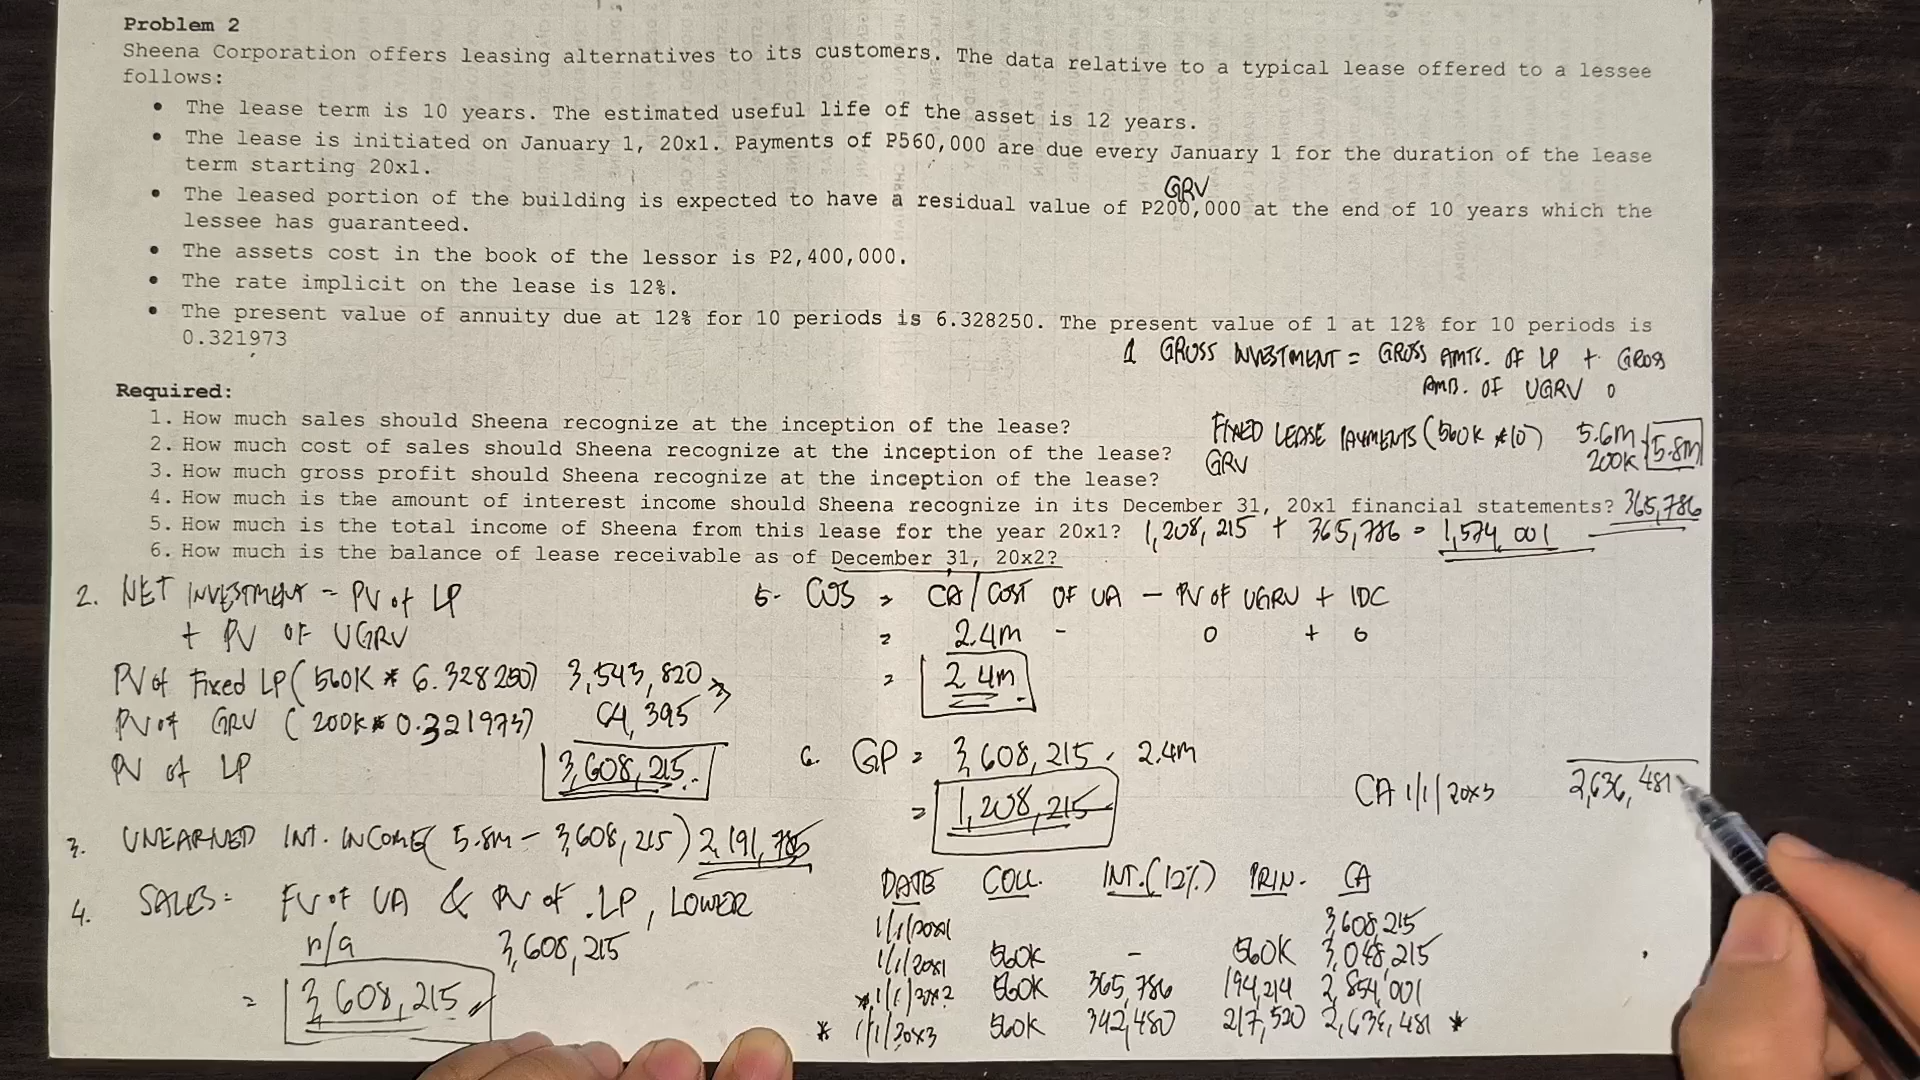 Problem 2
Sheena Corporation offers leasing alternatives to its customers. The data relative to a typical lease offered to a lessee
follows:
• The lease term is 10 years. The estimated useful life of the asset is 12 years.
• The lease is initiated on January 1, 20x1. Payments of P560,000 are due every January 1 for the duration of the lease
term starting 20x1.
GRV
• The leased portion of the building is expected to have a residual value of P200,000 at the end of 10 years which the
lessee has guaranteed.
• The assets cost in the book of the lessor is P2,400,000.
• The rate implicit on the lease is 12%.
• The present value of annuity due at 12% for 10 periods is 6.328250. The present value of 1 at 12% for 10 periods is
0.321973
1 GROSS INVESTMENT = GROSS AMTS. OF LP + GROSS
AMB. OF UGRV 0
Required:
1. How much sales should Sheena recognize at the inception of the lease?
FIXED LEASE PAYMENTS (560K *10) 5.6m
2. How much cost of sales should Sheena recognize at the inception of the lease?
GRV 200K 5.8m
3. How much gross profit should Sheena recognize at the inception of the lease?
4. How much is the amount of interest income should Sheena recognize in its December 31, 20x1 financial statements? 365,786
5. How much is the total income of Sheena from this lease for the year 20x1? 1,208,215 + 365,786 = 1,574,001
6. How much is the balance of lease receivable as of December 31, 20x2?
2. NET INVESTMENT = PV of LP
+ PV OF UGRV
PV of Fixed LP (560K * 6.328250) 3,543,820
PV of GRV (200K * 0.321973) 64,395
PV of LP 3,608,215
3. UNEARNED INT. INCOME (5.8m - 3,608,215) 2,191,785
4. SALES = FV of UA & PV of LP, LOWER
n/a 3,608,215
= 3,608,215
5. COS = CA/COST OF UA - PV OF UGRV + IDC
= 2.4m - 0 + 0
= 2.4m
6. GP = 3,608,215 - 2.4m
= 1,208,215
CA 1/1/20x3 2,636,481
DATE COLL. INT.(12%) PRIN. CA
1/1/20x1 3,608,215
1/1/20x1 560K - 560K 3,048,215
* 1/1/20x2 560K 365,786 194,214 2,854,001
* 1/1/20x3 560K 342,480 217,520 2,636,481 *